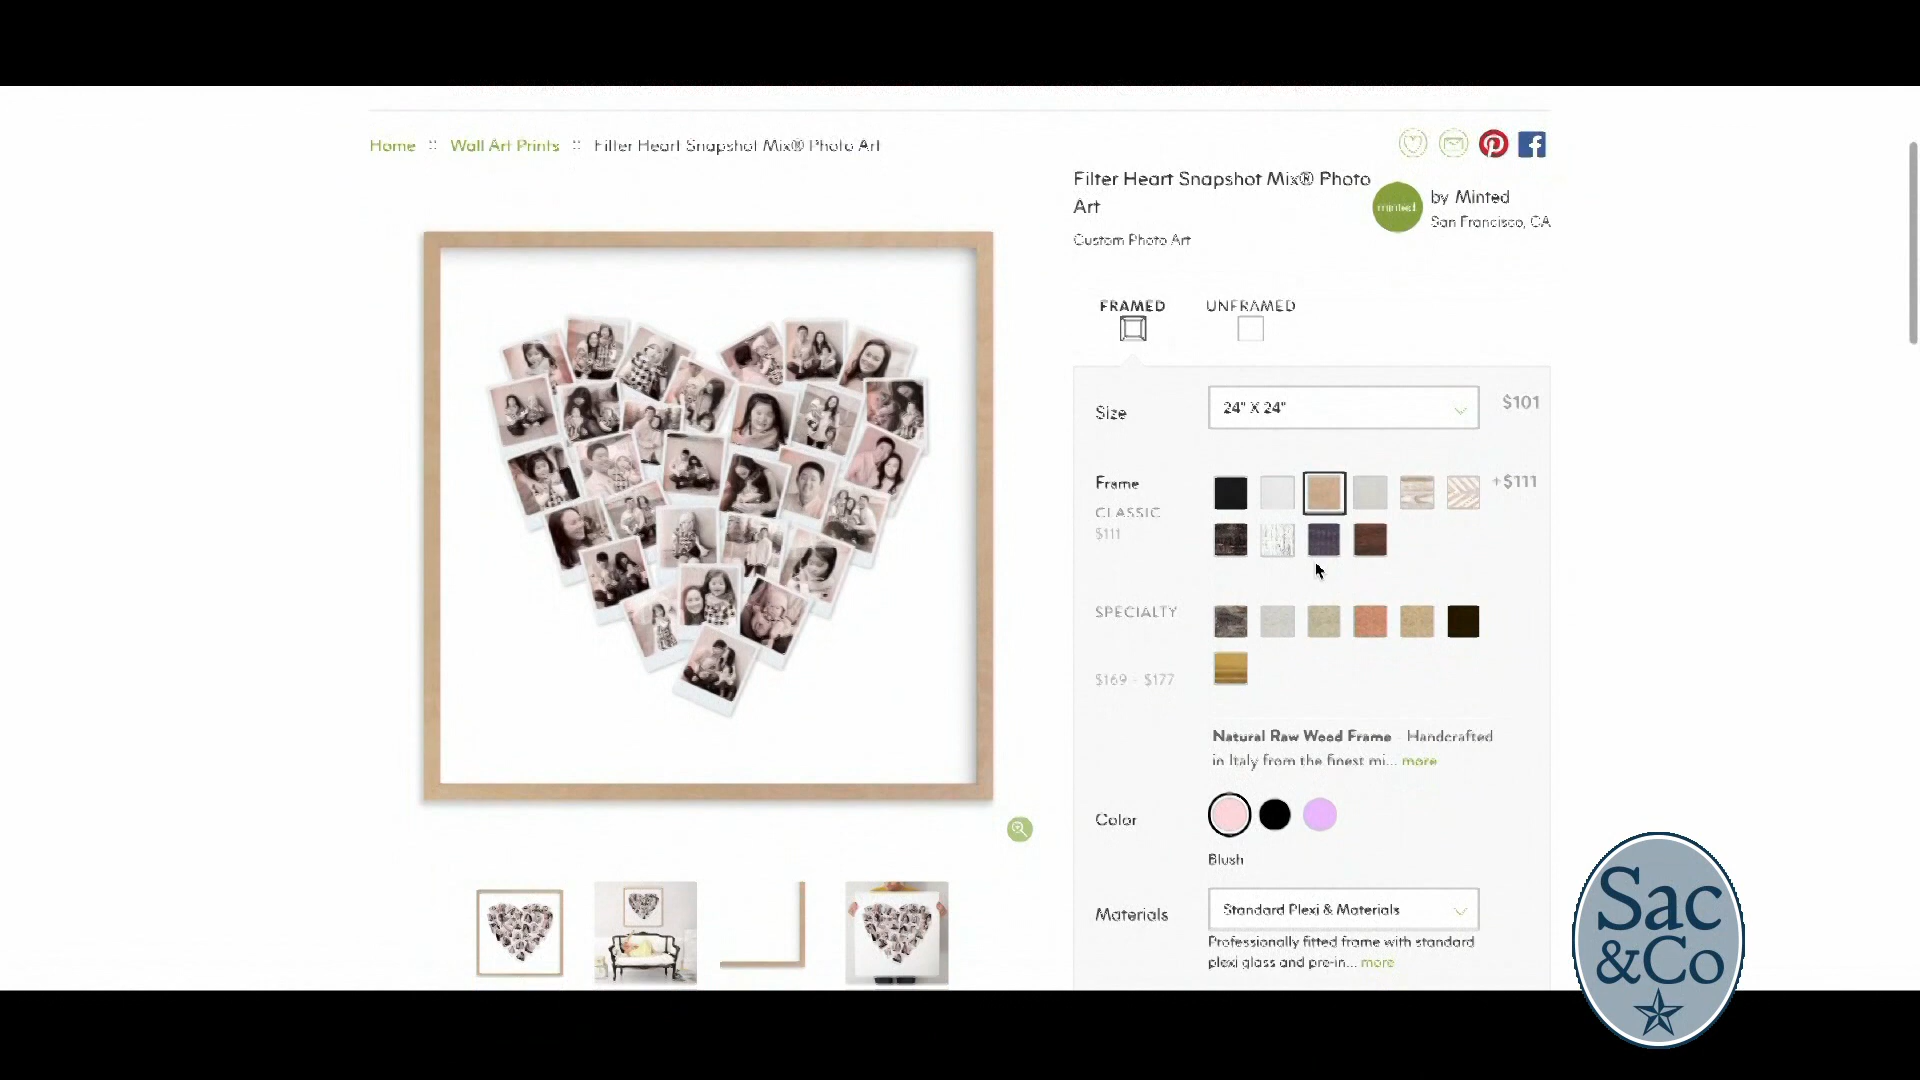 Home :: Wall Art Prints :: Filter Heart Snapshot Mix® Photo Art
Filter Heart Snapshot Mix® Photo
Art
Custom Photo Art
minted
by Minted
San Francisco, CA
FRAMED
UNFRAMED
Size
24" X 24"
$101
Frame
+$111
CLASSIC
$111
SPECIALTY
$169 - $177
Natural Raw Wood Frame - Handcrafted
in Italy from the finest mi... more
Color
Blush
Materials
Standard Plexi & Materials
Professionally fitted frame with standard
plexi glass and pre-in... more
Sac
&Co